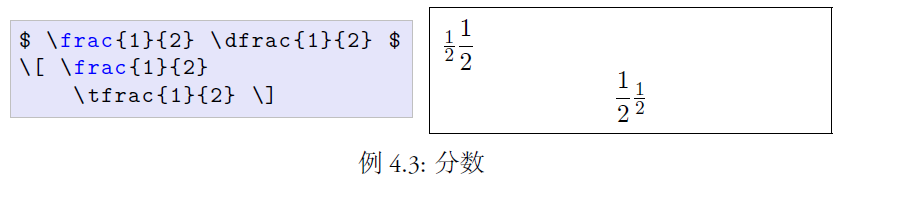 $ \frac{1}{2} \dfrac{1}{2} $
\[ \frac{1}{2}
\tfrac{1}{2} \]
½ ½
½ ½
例 4.3: 分数